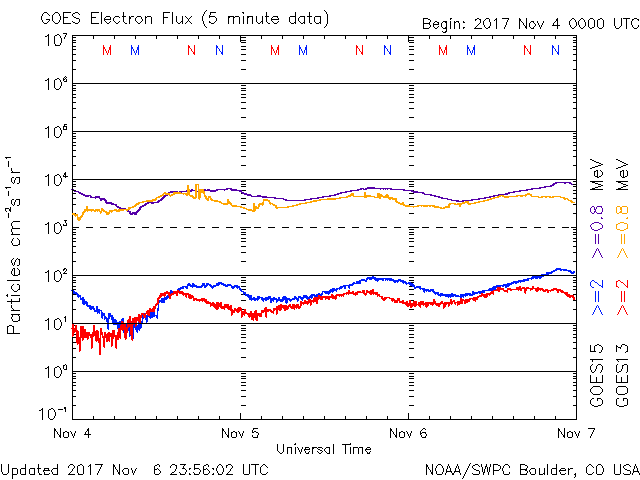 GOES Electron Flux (5 minute data)
Begin: 2017 Nov 4 0000 UTC
10⁷
M M N N M M N N M M N N
10⁶
10⁵
10⁴
10³
10²
10¹
10⁰
10⁻¹
Particles cm⁻²s⁻¹sr⁻¹
GOES15 >=2 >=0.8 MeV
GOES13 >=2 >=0.8 MeV
Nov 4 Nov 5 Nov 6 Nov 7
Universal Time
Updated 2017 Nov 6 23:56:02 UTC
NOAA/SWPC Boulder, CO USA